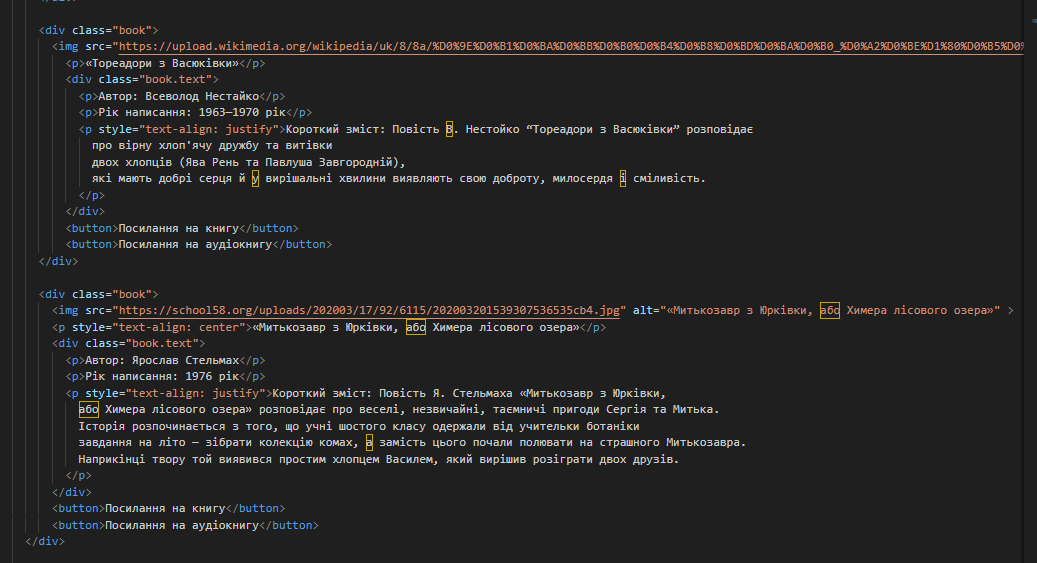 </div>
<div class="book">
<img src="https://upload.wikimedia.org/wikipedia/uk/8/8a/%D0%9E%D0%B1%D0%BA%D0%BB%D0%B0%D0%B4%D0%B8%D0%BD%D0%BA%D0%B0_%D0%A2%D0%BE%D1%80%D0%B5%D0%
<p>«Тореадори з Васюківки»</p>
<div class="book.text">
<p>Автор: Всеволод Нестайко</p>
<p>Рік написання: 1963—1970 рік</p>
<p style="text-align: justify">Короткий зміст: Повість В. Нестойко “Тореадори з Васюківки” розповідає
про вірну хлоп'ячу дружбу та витівки
двох хлопців (Ява Рень та Павлуша Завгородній),
які мають добрі серця й у вирішальні хвилини виявляють свою доброту, милосердя і сміливість.
</p>
</div>
<button>Посилання на книгу</button>
<button>Посилання на аудіокнигу</button>
</div>
<div class="book">
<img src="https://school58.org/uploads/202003/17/92/6115/202003201539307536535cb4.jpg" alt="«Митькозавр з Юрківки, або Химера лісового озера»" >
<p style="text-align: center">«Митькозавр з Юрківки, або Химера лісового озера»</p>
<div class="book.text">
<p>Автор: Ярослав Стельмах</p>
<p>Рік написання: 1976 рік</p>
<p style="text-align: justify">Короткий зміст: Повість Я. Стельмаха «Митькозавр з Юрківки,
або Химера лісового озера» розповідає про веселі, незвичайні, таємничі пригоди Сергія та Митька.
Історія розпочинається з того, що учні шостого класу одержали від учительки ботаніки
завдання на літо – зібрати колекцію комах, а замість цього почали полювати на страшного Митькозавра.
Наприкінці твору той виявився простим хлопцем Василем, який вирішив розіграти двох друзів.
</p>
</div>
<button>Посилання на книгу</button>
<button>Посилання на аудіокнигу</button>
</div>